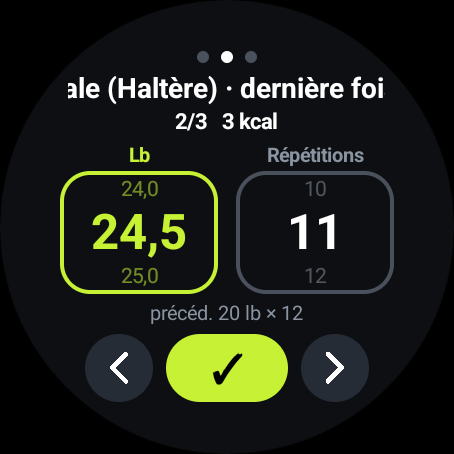 ale (Haltère) · dernière foi
2/3 3 kcal
Lb Répétitions
24,0 10
24,5 11
25,0 12
précéd. 20 lb × 12
✓